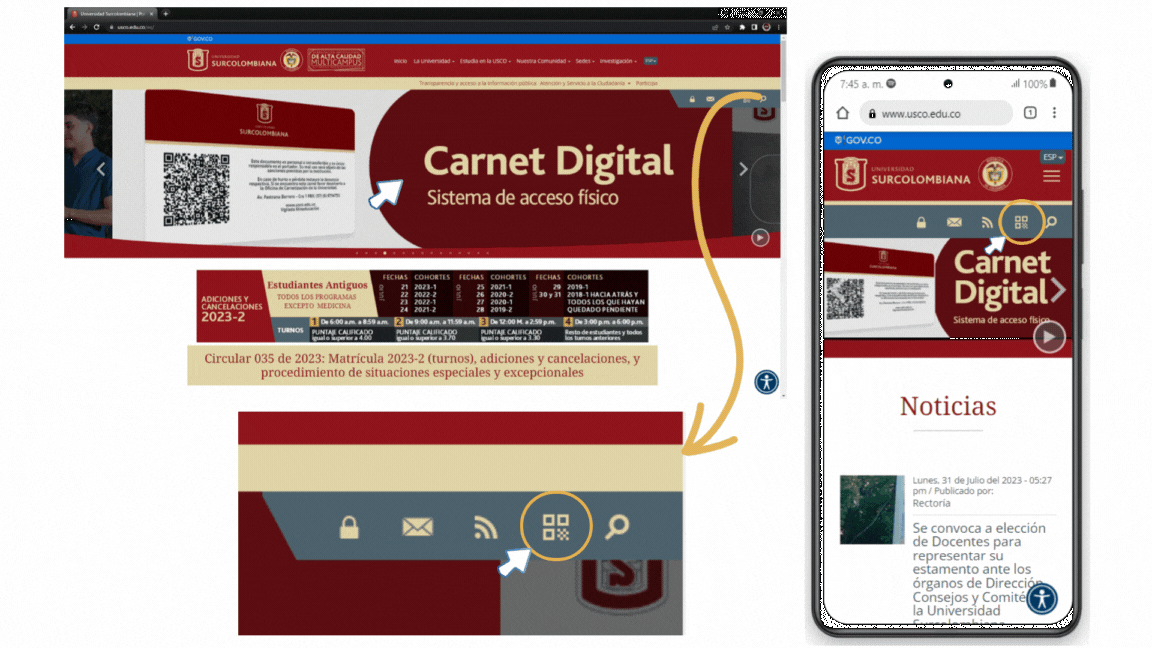 Universidad Surcolombiana | Po
usco.edu.co
GOV.CO
UNIVERSIDAD
SURCOLOMBIANA
DE ALTA CALIDAD
MULTICAMPUS
Inicio La Universidad Estudia en la USCO Nuestra Comunidad Sedes Investigación ESP
Transparencia y acceso a la información pública Atención y Servicio a la Ciudadanía Participa
SURCOLOMBIANA
Carnet Digital
Sistema de acceso físico
ADICIONES Y
CANCELACIONES
2023-2
Estudiantes Antiguos
TODOS LOS PROGRAMAS
EXCEPTO MEDICINA
FECHAS COHORTES FECHAS COHORTES FECHAS COHORTES
JULIO
21 2023-1
22 2022-2
23 2022-1
24 2021-2
JULIO
25 2021-1
26 2020-2
27 2020-1
28 2019-2
JULIO
29 2019-1
30 y 31 2018-1 HACIA ATRÁS Y
TODOS LOS QUE HAYAN
QUEDADO PENDIENTE
TURNOS
1 De 6:00 a.m. a 8:59 a.m.
PUNTAJE CALIFICADO
igual o superior a 4.00
2 De 9:00 a.m. a 11:59 a.m.
PUNTAJE CALIFICADO
igual o superior a 3.70
3 De 12:00 M. a 2:59 p.m.
PUNTAJE CALIFICADO
igual o superior a 3.30
4 De 3:00 p.m. a 6:00 p.m.
Resto de estudiantes y todos
los turnos anteriores
Circular 035 de 2023: Matrícula 2023-2 (turnos), adiciones y cancelaciones, y
procedimiento de situaciones especiales y excepcionales
7:45 a. m. 100%
www.usco.edu.co 1
GOV.CO
ESP
UNIVERSIDAD
SURCOLOMBIANA
Carnet
Digital
Sistema de acceso físico
Noticias
Lunes, 31 de Julio del 2023 - 05:27
pm / Publicado por:
Rectoría
Se convoca a elección
de Docentes para
representar su
estamento ante los
órganos de Dirección,
Consejos y Comité
la Universidad
Surcolombiana